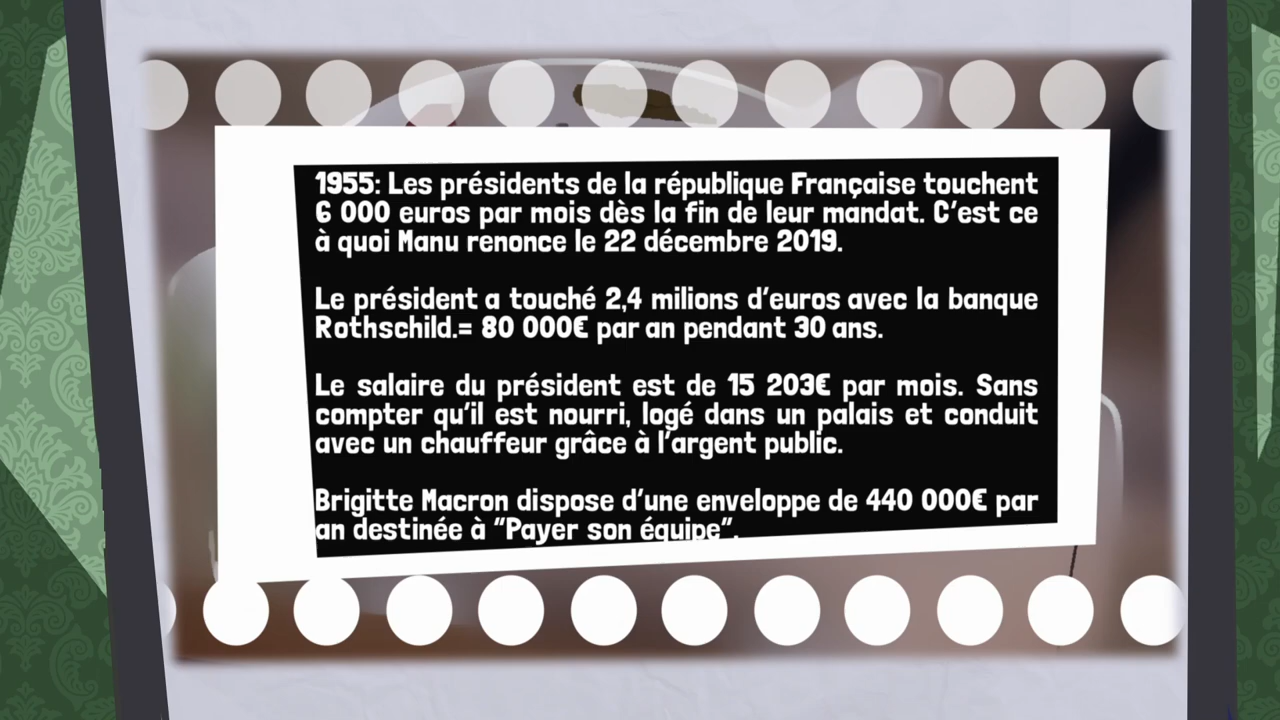 1955: Les présidents de la république Française touchent
6 000 euros par mois dès la fin de leur mandat. C'est ce
à quoi Manu renonce le 22 décembre 2019.
Le président a touché 2,4 milions d'euros avec la banque
Rothschild.= 80 000€ par an pendant 30 ans.
Le salaire du président est de 15 203€ par mois. Sans
compter qu'il est nourri, logé dans un palais et conduit
avec un chauffeur grâce à l'argent public.
Brigitte Macron dispose d'une enveloppe de 440 000€ par
an destinée à "Payer son équipe".